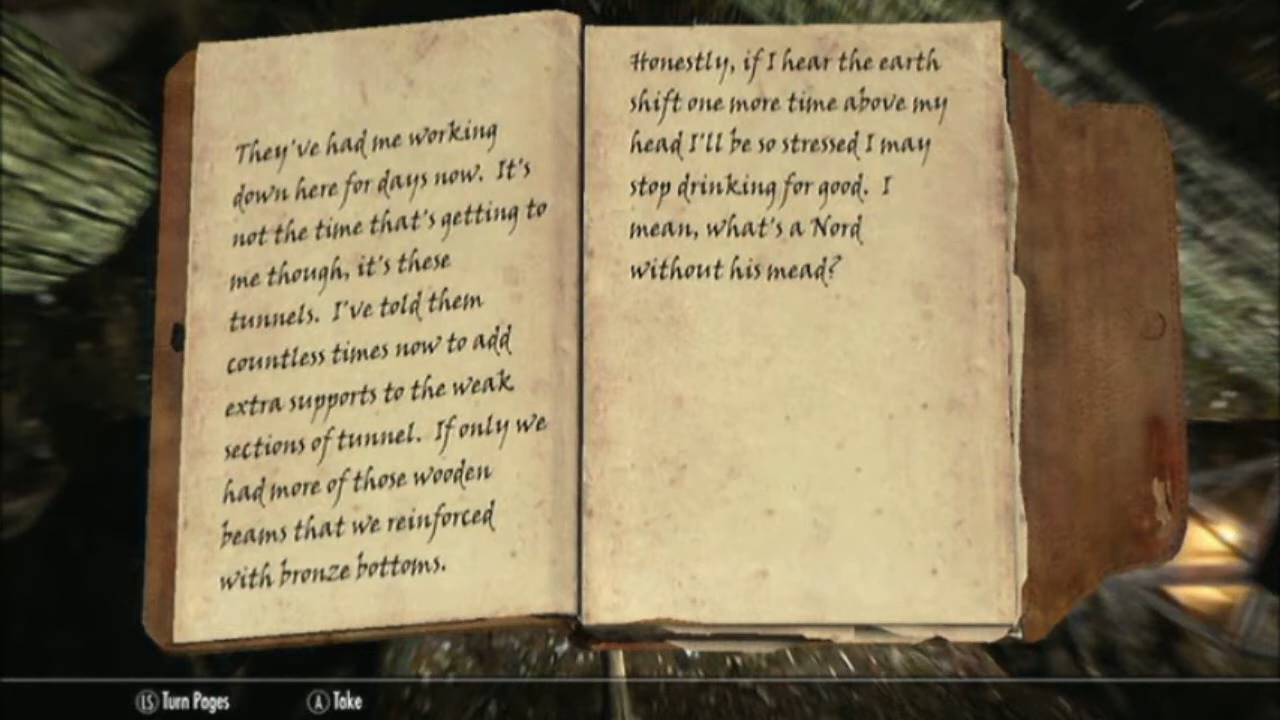 They've had me working
down here for days now. It's
not the time that's getting to
me though, it's these
tunnels. I've told them
countless times now to add
extra supports to the weak
sections of tunnel. If only we
had more of those wooden
beams that we reinforced
with bronze bottoms.
Honestly, if I hear the earth
shift one more time above my
head I'll be so stressed I may
stop drinking for good. I
mean, what's a Nord
without his mead?
LS Turn Pages
A Take